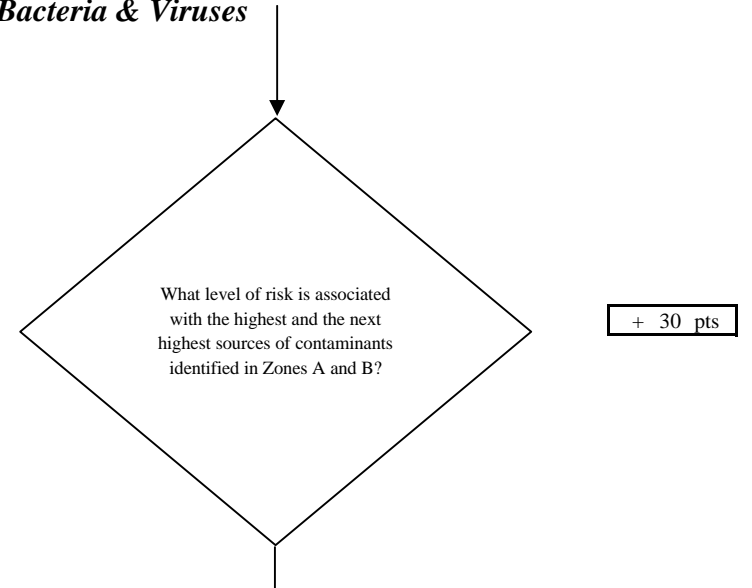 Bacteria & Viruses
What level of risk is associated
with the highest and the next
highest sources of contaminants
identified in Zones A and B?
+ 30 pts